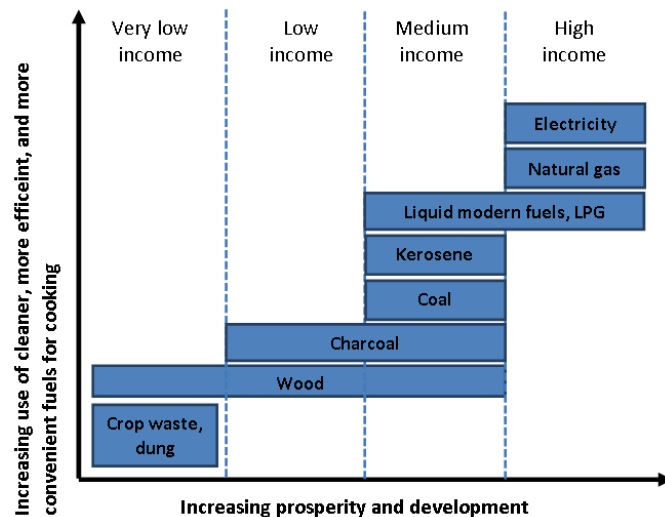 Very low
income
Low
income
Medium
income
High
income
Electricity
Natural gas
Liquid modern fuels, LPG
Kerosene
Coal
Charcoal
Wood
Crop waste,
dung
Increasing use of cleaner, more efficeint, and more
convenient fuels for cooking
Increasing prosperity and development